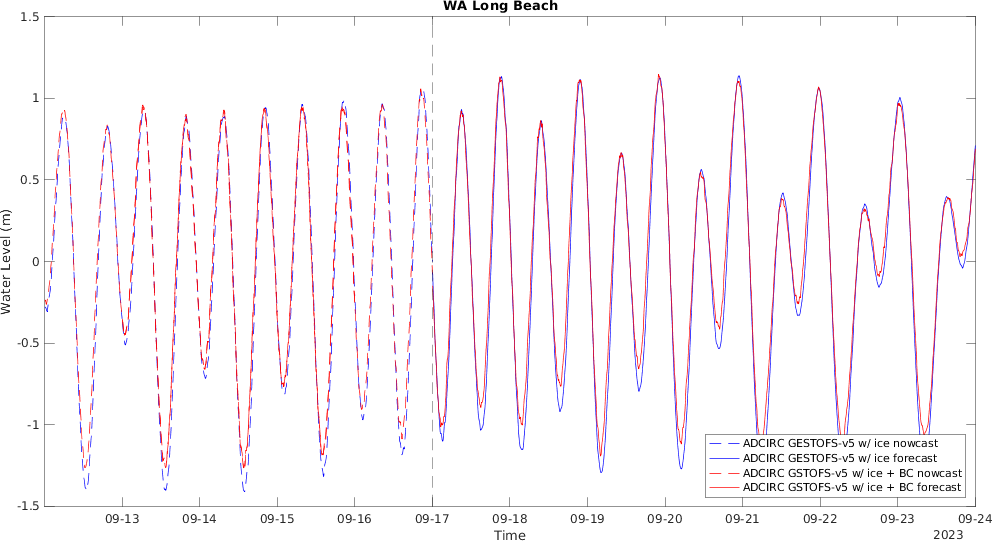 WA Long Beach
1.5
1
0.5
0
-0.5
-1
-1.5
Water Level (m)
09-13
09-14
09-15
09-16
09-17
09-18
09-19
09-20
09-21
09-22
09-23
09-24
Time
2023
ADCIRC GESTOFS-v5 w/ ice nowcast
ADCIRC GESTOFS-v5 w/ ice forecast
ADCIRC GSTOFS-v5 w/ ice + BC nowcast
ADCIRC GSTOFS-v5 w/ ice + BC forecast